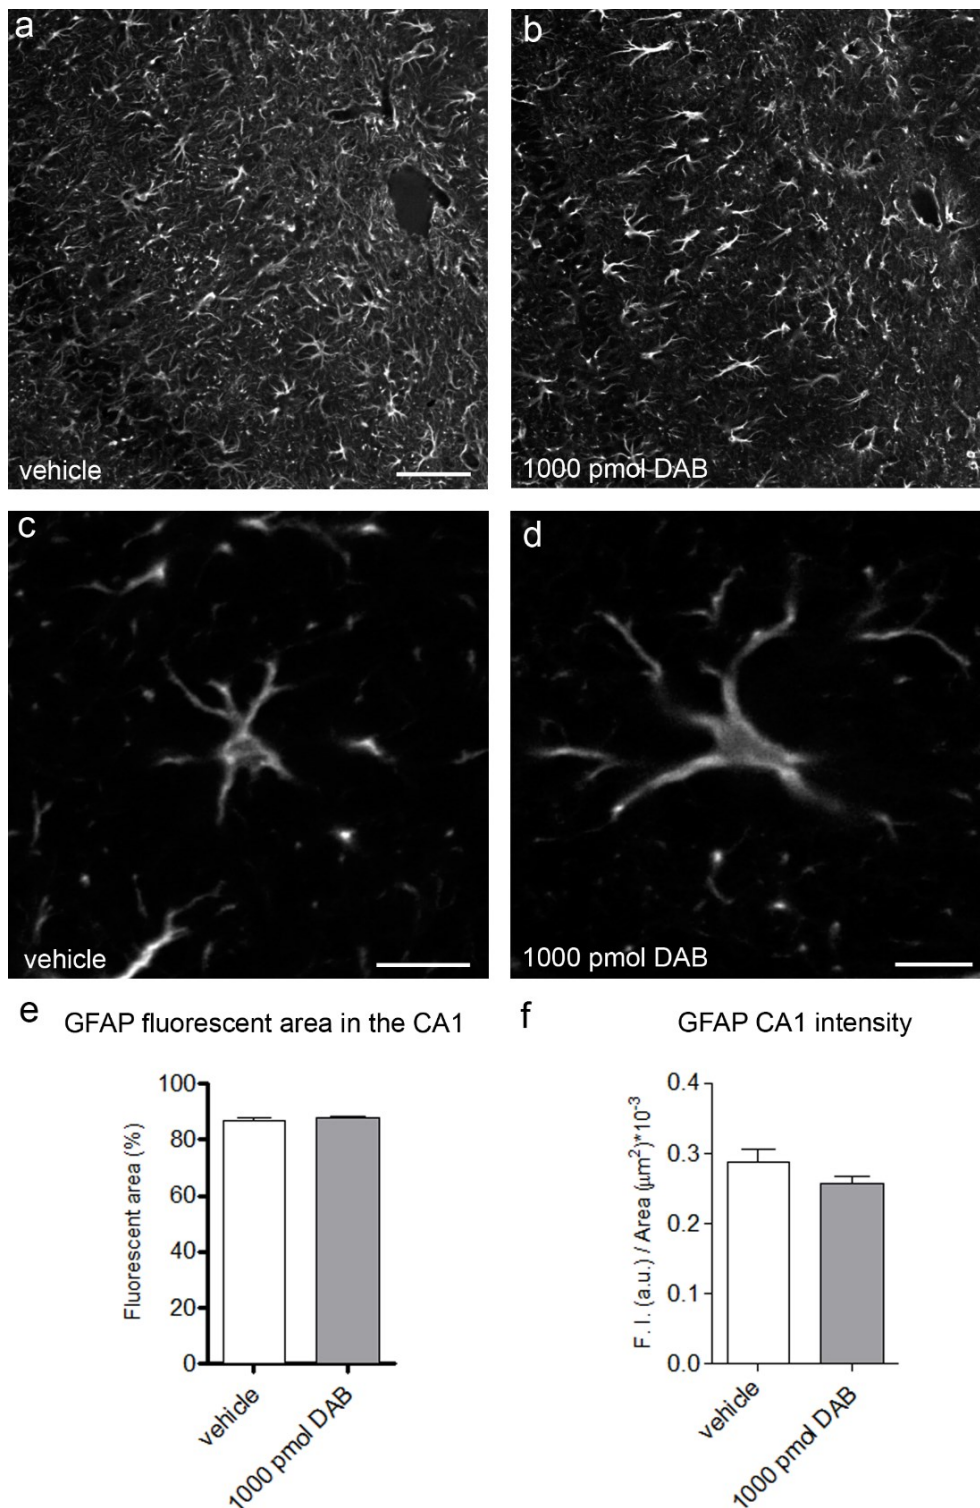 a
b
vehicle
1000 pmol DAB
c
d
vehicle
1000 pmol DAB
e GFAP fluorescent area in the CA1
f GFAP CA1 intensity
Fluorescent area (%)
100
80
60
40
20
0
vehicle
1000 pmol DAB
F. I. (a.u.) / Area (μm²)*10⁻³
0.4
0.3
0.2
0.1
0.0
vehicle
1000 pmol DAB